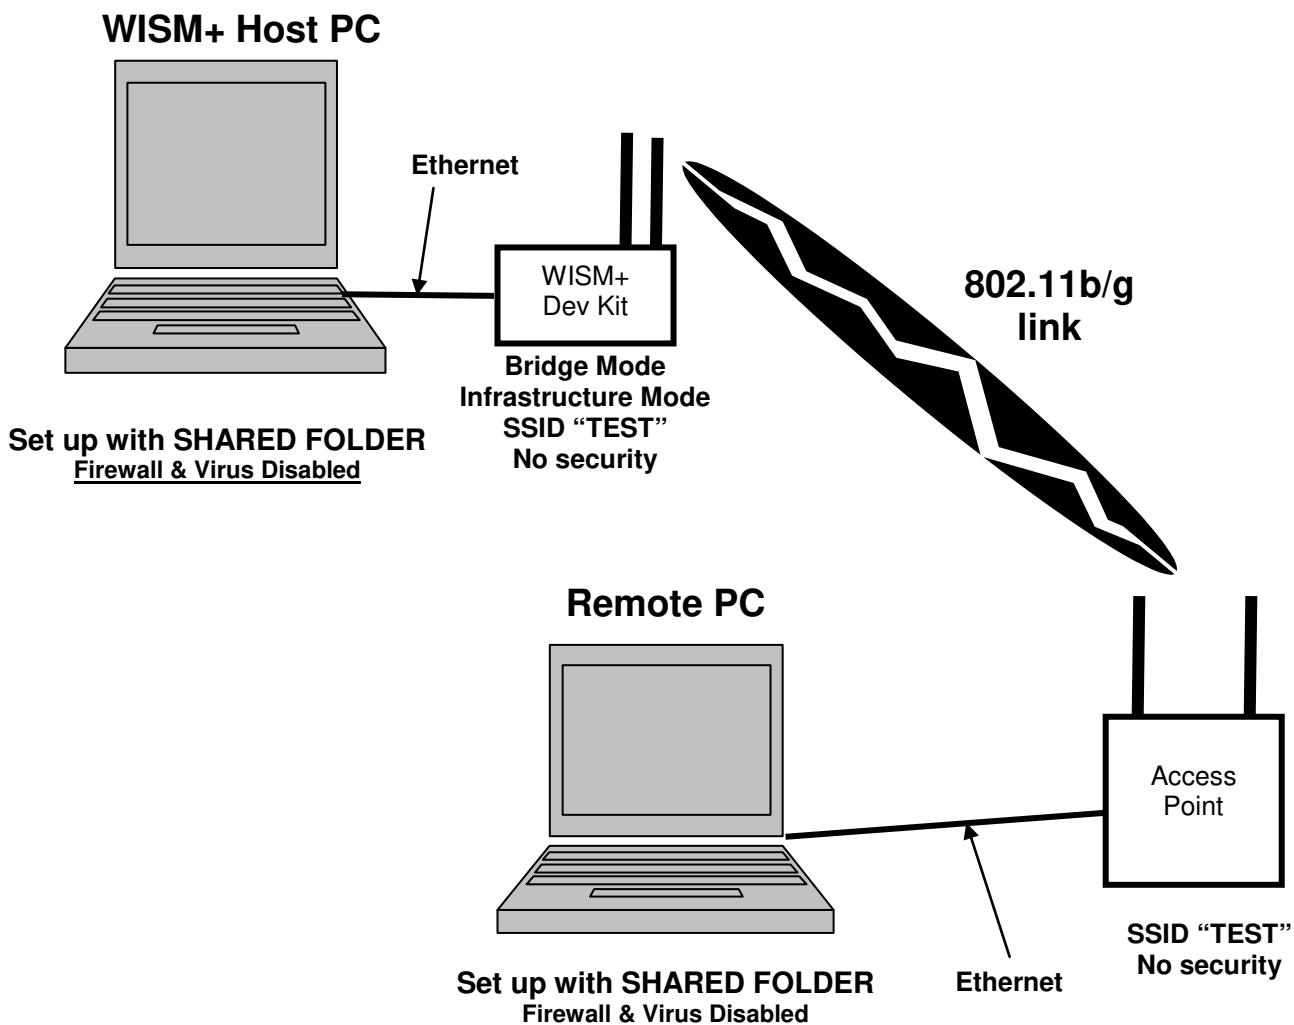 WISM+ Host PC
Ethernet
WISM+
Dev Kit
802.11b/g
link
Bridge Mode
Infrastructure Mode
SSID “TEST”
No security
Set up with SHARED FOLDER
Firewall & Virus Disabled
Remote PC
Access
Point
SSID “TEST”
No security
Ethernet
Set up with SHARED FOLDER
Firewall & Virus Disabled